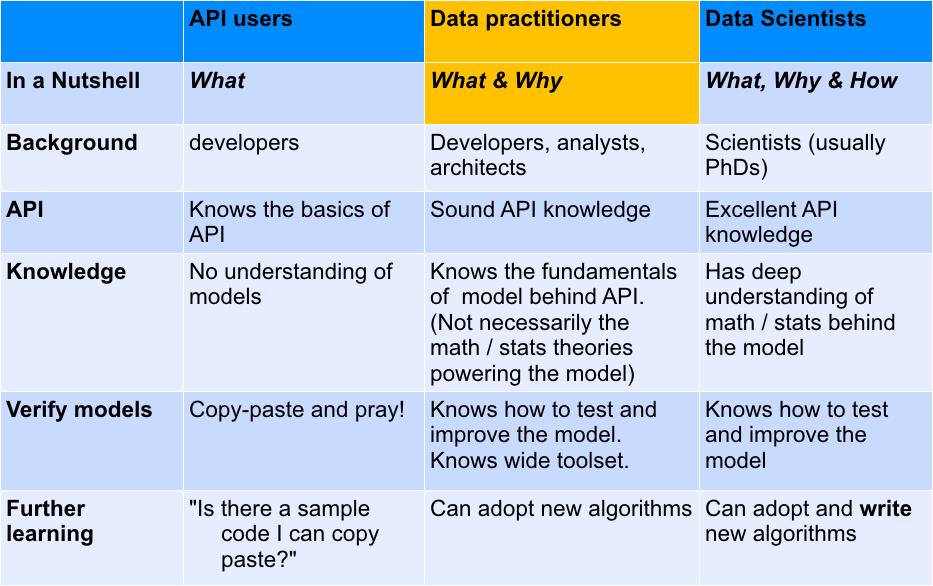 API users
Data practitioners
Data Scientists
In a Nutshell
What
What & Why
What, Why & How
Background
developers
Developers, analysts,
architects
Scientists (usually
PhDs)
API
Knows the basics of
API
Sound API knowledge
Excellent API
knowledge
Knowledge
No understanding of
models
Knows the fundamentals
of model behind API.
(Not necessarily the
math / stats theories
powering the model)
Has deep
understanding of
math / stats behind
the model
Verify models
Copy-paste and pray!
Knows how to test and
improve the model.
Knows wide toolset.
Knows how to test
and improve the
model
Further
learning
"Is there a sample
code I can copy
paste?"
Can adopt new algorithms
Can adopt and write
new algorithms